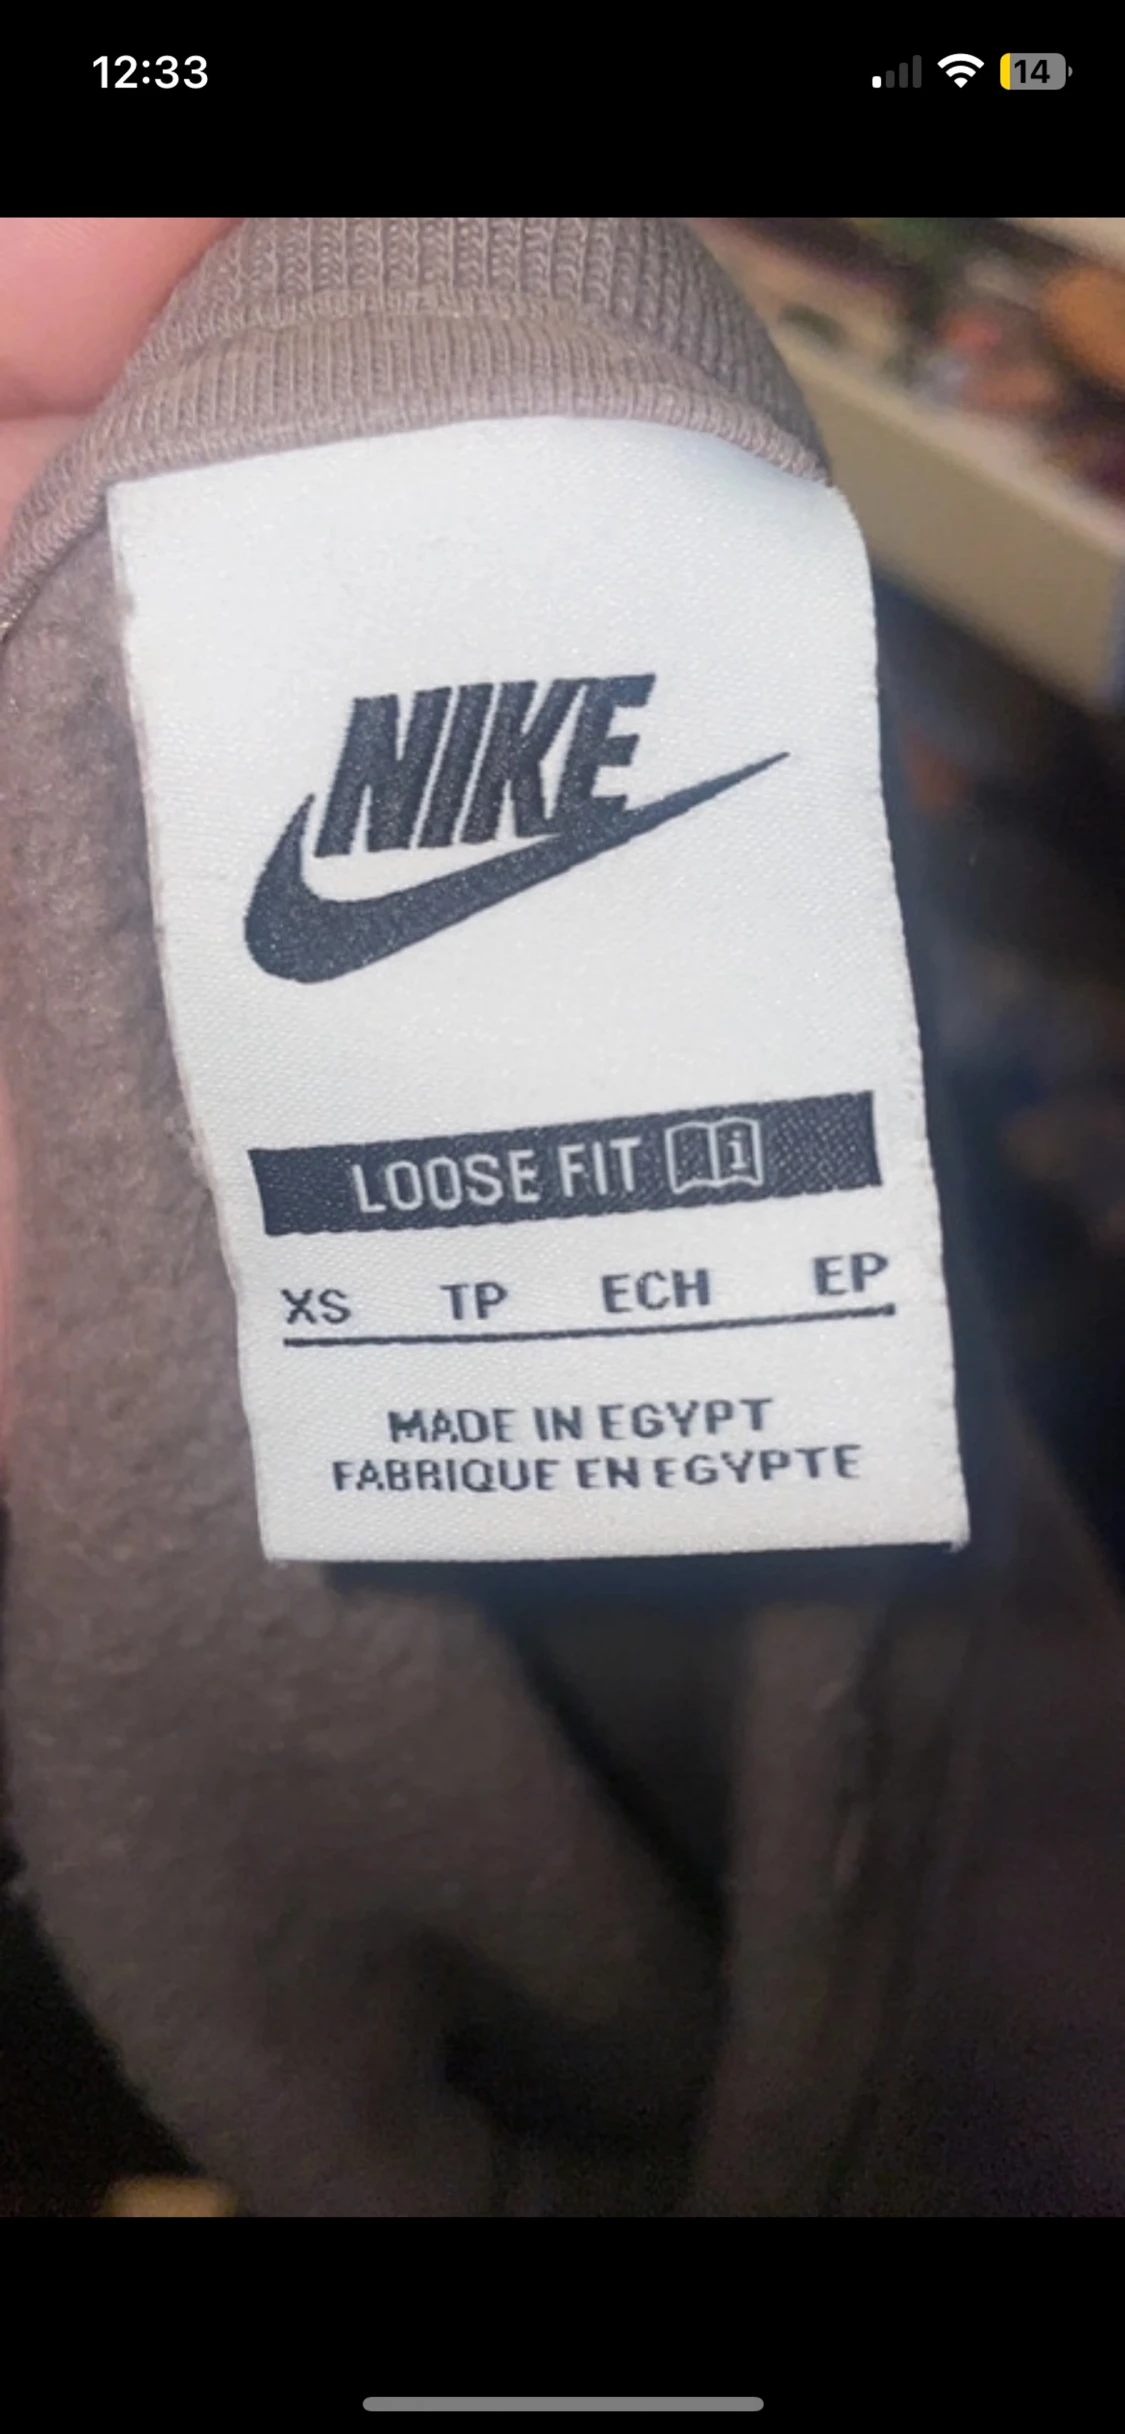 12:33
14
NIKE
LOOSE FIT i
XS TP ECH EP
MADE IN EGYPT
FABRIQUE EN EGYPTE